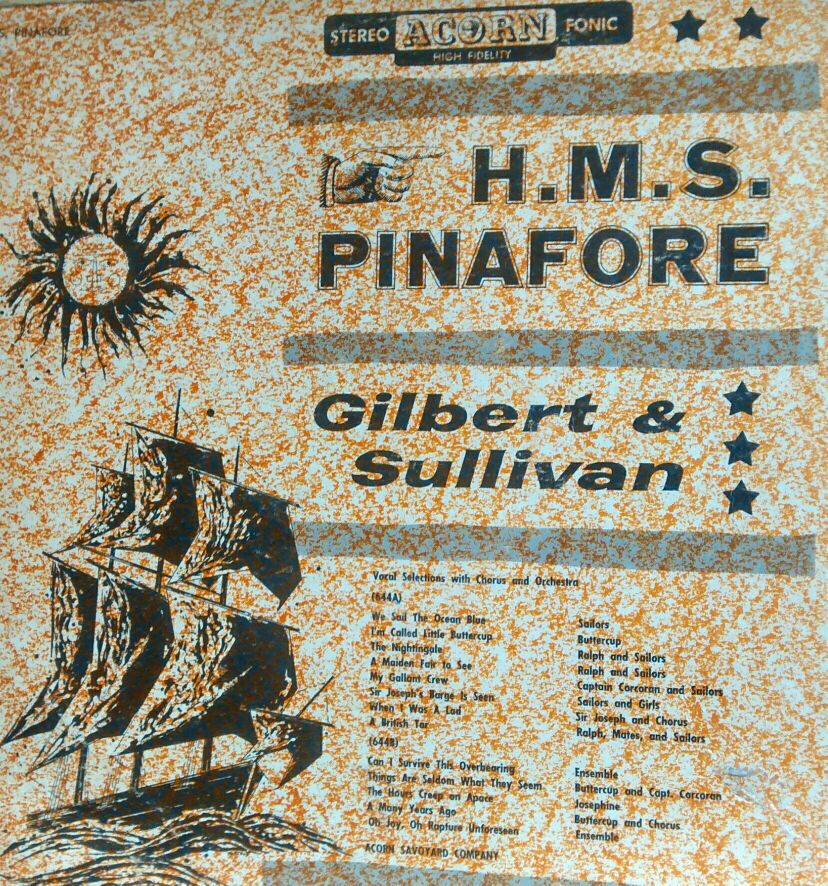 S. PINAFORE
STEREO ACORN FONIC
HIGH FIDELITY
H.M.S.
PINAFORE
Gilbert &
Sullivan
Vocal Selections with Chorus and Orchestra
(644A)
We Sail The Ocean Blue Sailors
I'm Called Little Buttercup Buttercup
The Nightingale Ralph and Sailors
A Maiden Fair to See Ralph and Sailors
My Gallant Crew Captain Corcoran and Sailors
Sir Joseph's Barge Is Seen Sailors and Girls
When I Was A Lad Sir Joseph and Chorus
A British Tar Ralph, Mates, and Sailors
(644B)
Can I Survive This Overbearing Ensemble
Things Are Seldom What They Seem Buttercup and Capt. Corcoran
The Hours Creep on Apace Josephine
A Many Years Ago Buttercup and Chorus
Oh Joy, Oh Rapture Unforeseen Ensemble
ACORN SAVOYARD COMPANY